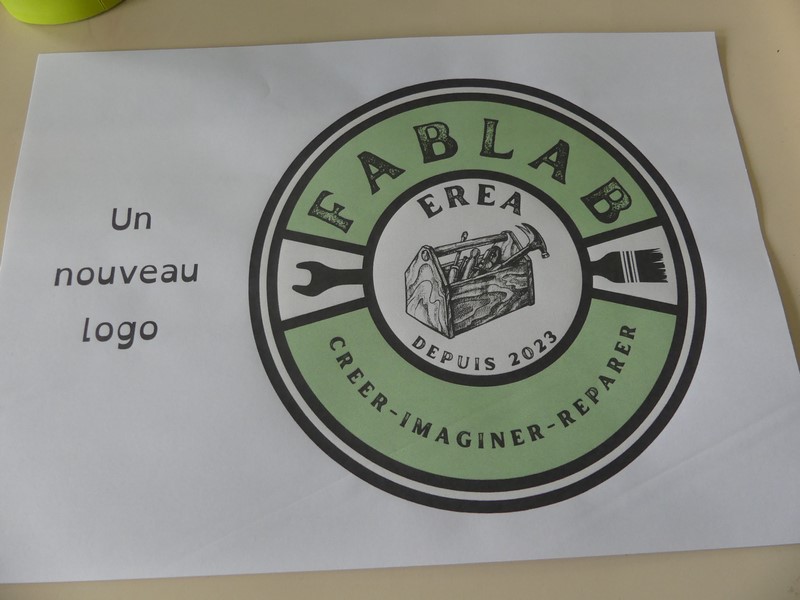 Un
nouveau
logo
FABLAB
EREA
DEPUIS 2023
CREER-IMAGINER-REPARER